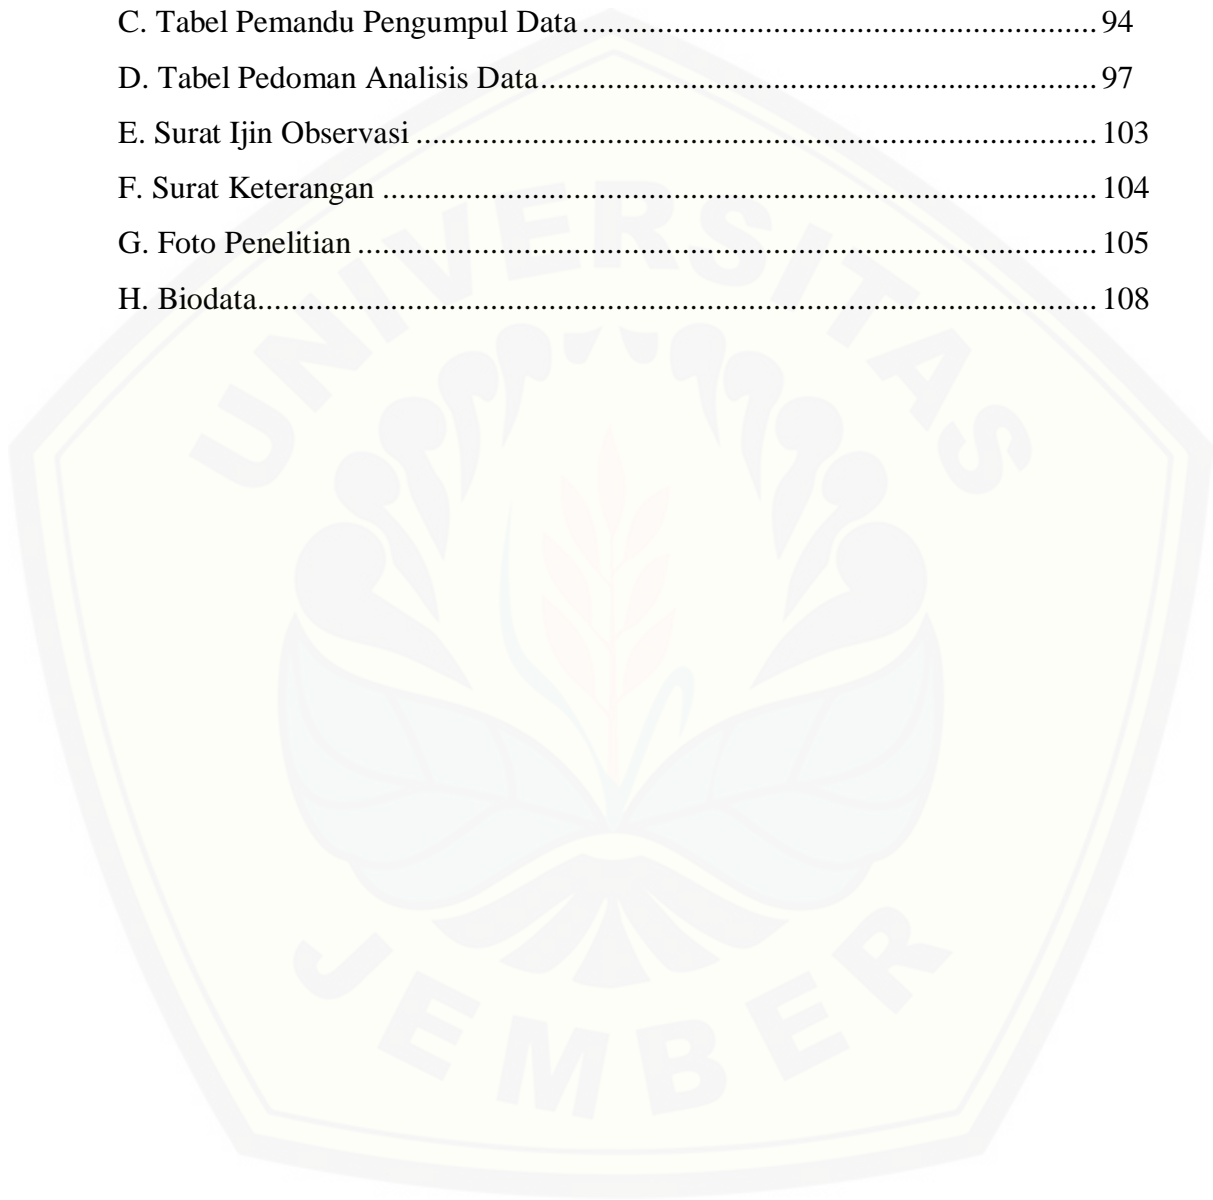 C. Tabel Pemandu Pengumpul Data ................................................................ 94
D. Tabel Pedoman Analisis Data..................................................................... 97
E. Surat Ijin Observasi ..................................................................................... 103
F. Surat Keterangan ......................................................................................... 104
G. Foto Penelitian ............................................................................................ 105
H. Biodata........................................................................................................ 108
UNIVERSITAS
JEMBER